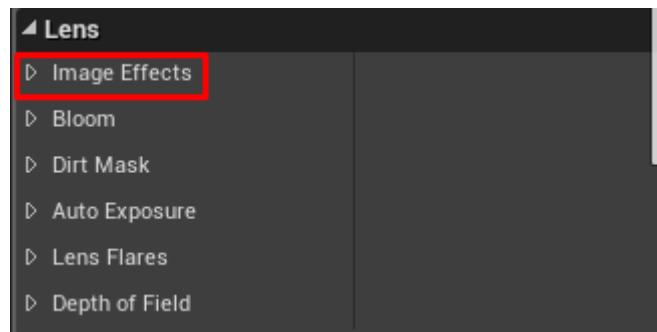 Lens
Image Effects
Bloom
Dirt Mask
Auto Exposure
Lens Flares
Depth of Field